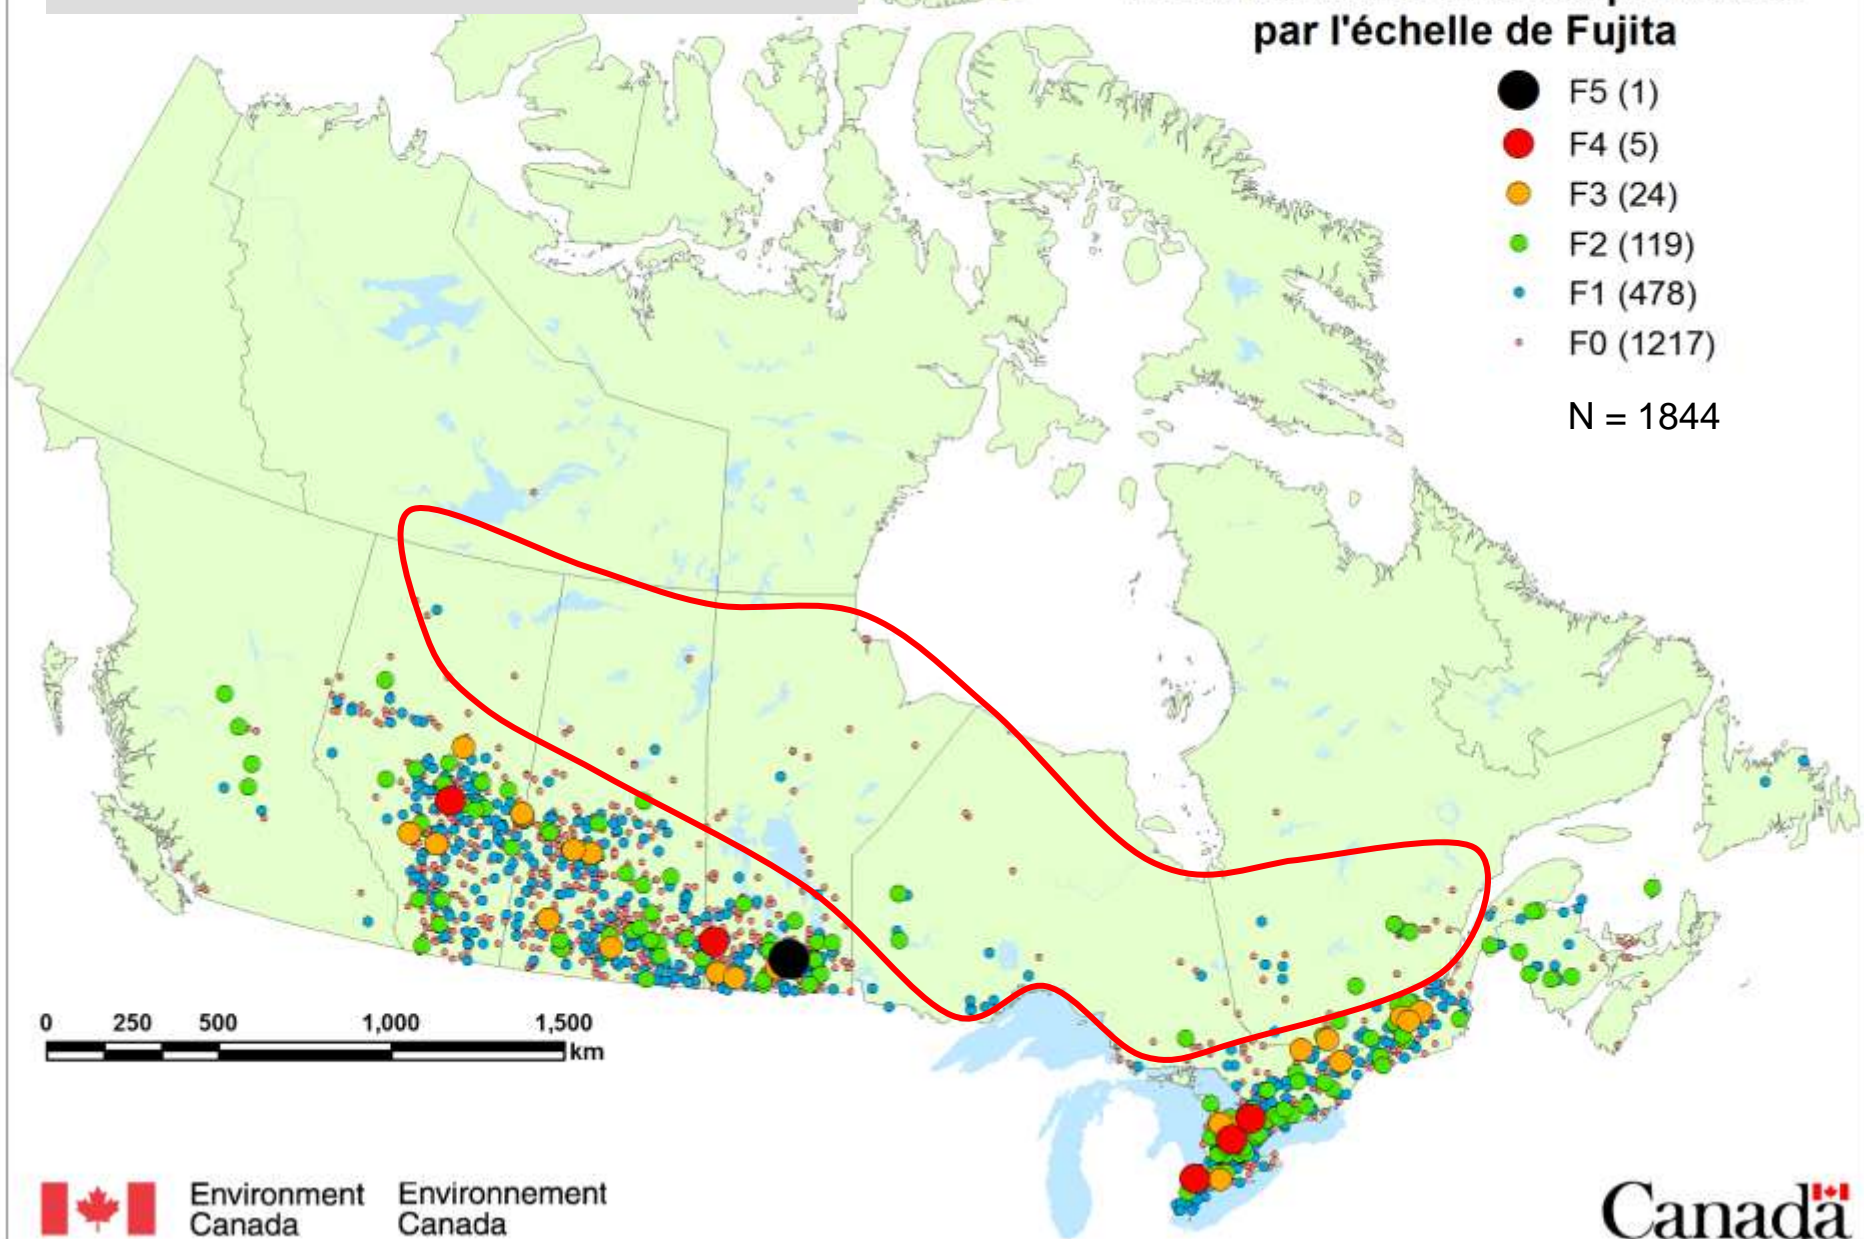 par l'échelle de Fujita
F5 (1)
F4 (5)
F3 (24)
F2 (119)
F1 (478)
F0 (1217)
N = 1844
0 250 500 1,000 1,500
km
Environment Environnement
Canada Canada
Canada